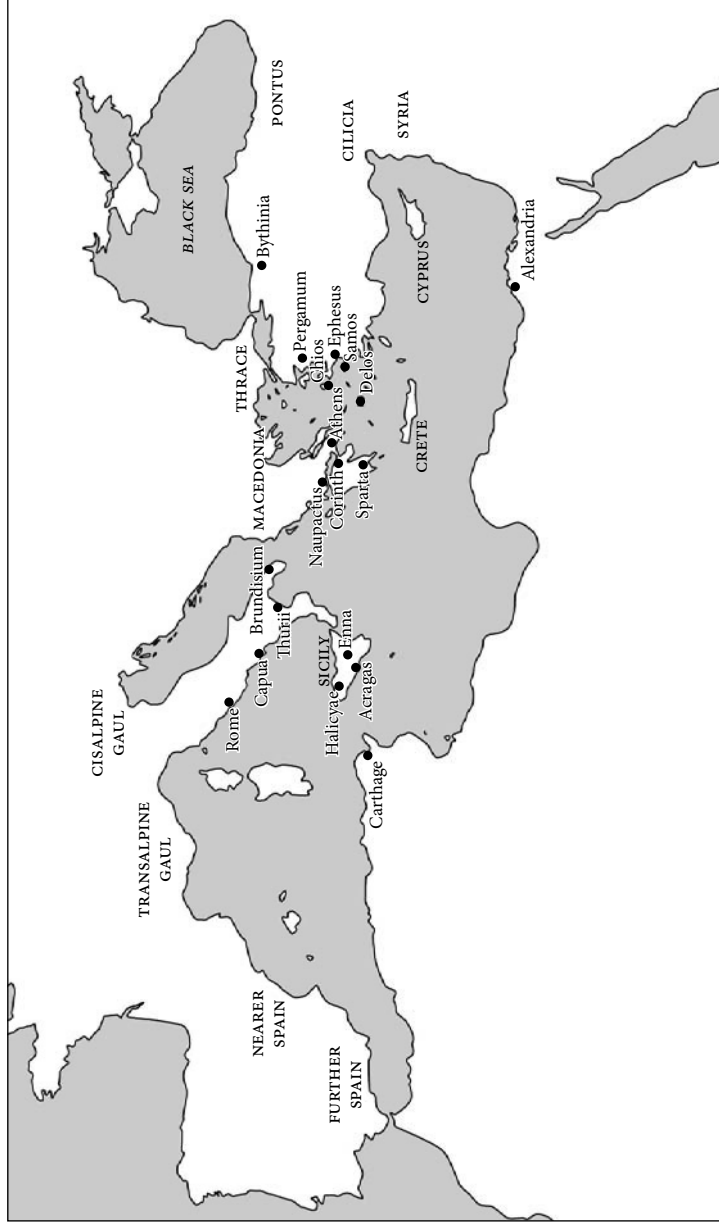 TRANSALPINE
GAUL
CISALPINE
GAUL
NEARER
SPAIN
FURTHER
SPAIN
Rome
Capua
Brundisium
Thurii
SICILY
Halicyae
Enna
Acragas
Carthage
MACEDONIA
THRACE
BLACK SEA
PONTUS
Bythinia
Naupactus
Corinth
Sparta
Athens
Chios
Pergamum
Ephesus
Samos
Delos
CRETE
CYPRUS
CILICIA
SYRIA
Alexandria